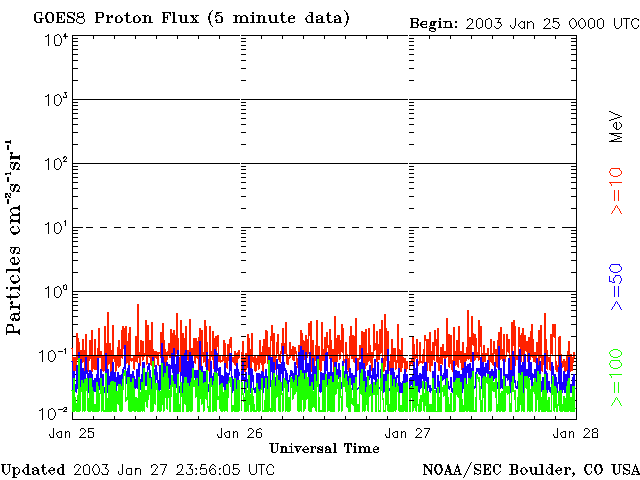 GOES8 Proton Flux (5 minute data)
Begin: 2003 Jan 25 0000 UTC
Particles cm⁻²s⁻¹sr⁻¹
10⁴
10³
10²
10¹
10⁰
10⁻¹
10⁻²
Jan 25 Jan 26 Jan 27 Jan 28
Universal Time
MeV
>=10
>=50
>=100
Updated 2003 Jan 27 23:56:05 UTC
NOAA/SEC Boulder, CO USA